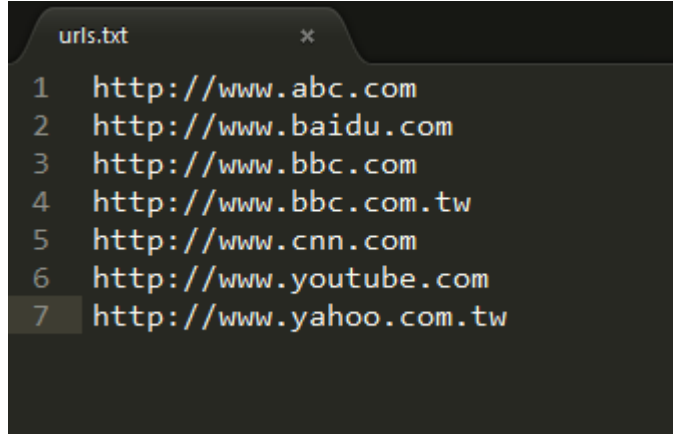 urls.txt ×
1 http://www.abc.com
2 http://www.baidu.com
3 http://www.bbc.com
4 http://www.bbc.com.tw
5 http://www.cnn.com
6 http://www.youtube.com
7 http://www.yahoo.com.tw